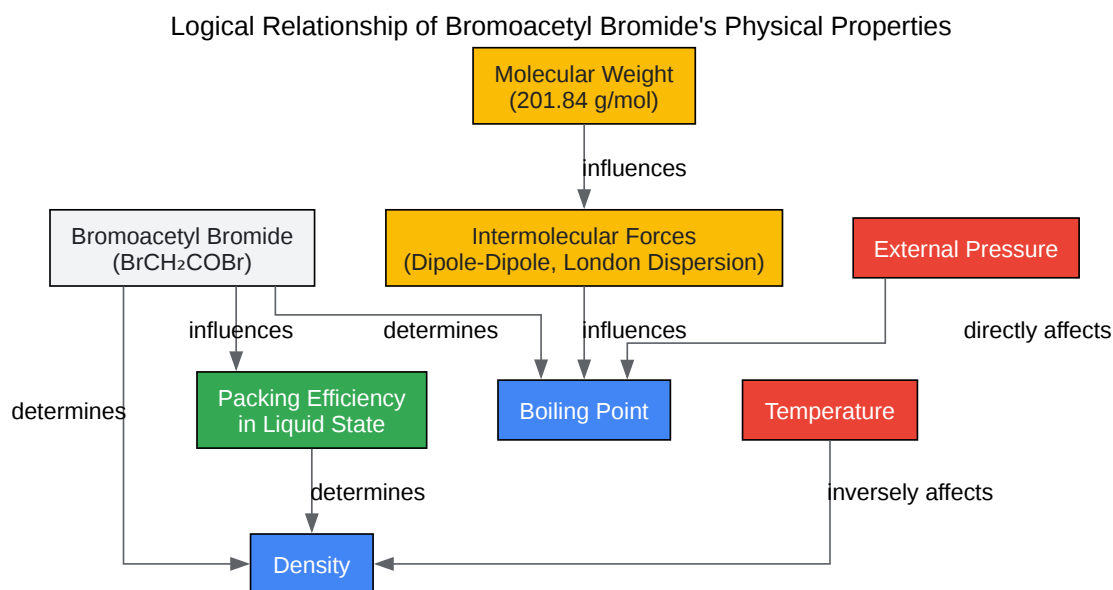 Logical Relationship of Bromoacetyl Bromide's Physical Properties
Molecular Weight
(201.84 g/mol)
influences
Bromoacetyl Bromide
(BrCH₂COBr)
Intermolecular Forces
(Dipole-Dipole, London Dispersion)
External Pressure
influences
determines
influences
directly affects
determines
Packing Efficiency
in Liquid State
Boiling Point
Temperature
determines
inversely affects
Density